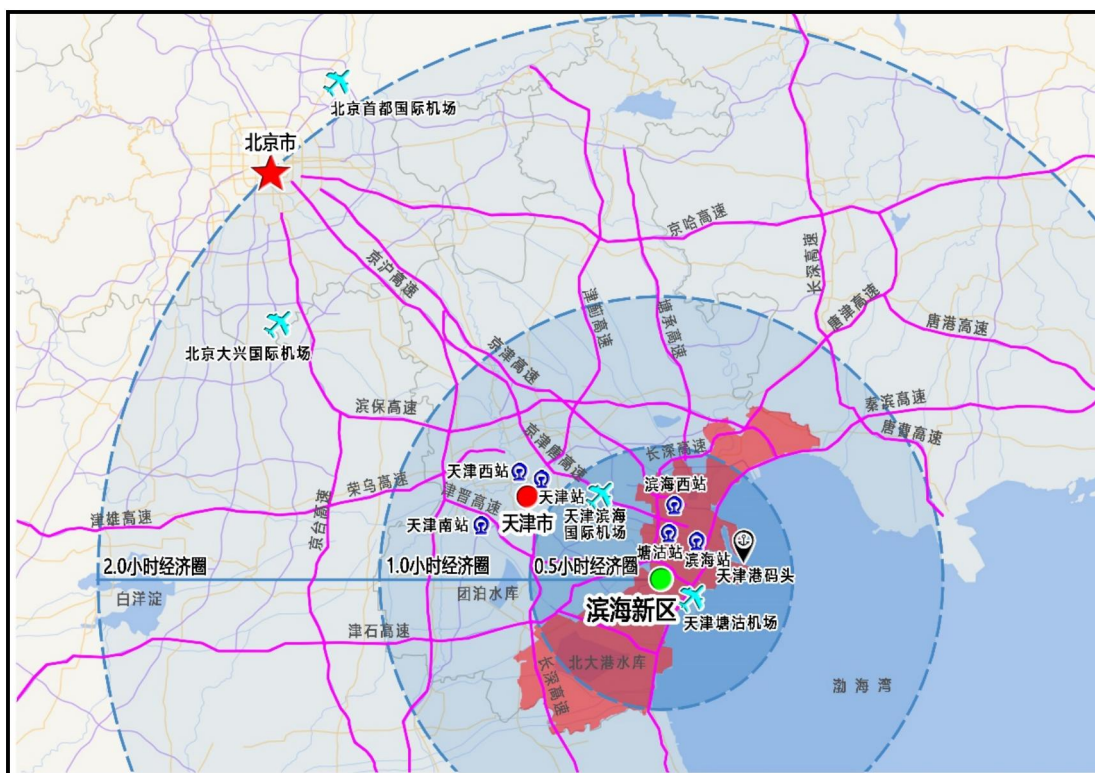 北京首都国际机场
北京市
京哈高速
京沪高速
长深高速
津蓟高速
塘承高速
唐津高速
唐港高速
北京大兴国际机场
京津高速
滨保高速
秦滨高速
唐曹高速
京津唐高速
长深高速
天津西站
荣乌高速
滨海西站
津晋高速
天津站
津雄高速
天津市
天津滨海
国际机场
天津南站
京台高速
塘沽站
滨海站
天津港码头
2.0小时经济圈
1.0小时经济圈
0.5小时经济圈
白洋淀
团泊水库
滨海新区
天津塘沽机场
津石高速
北大港水库
长深高速
渤海湾